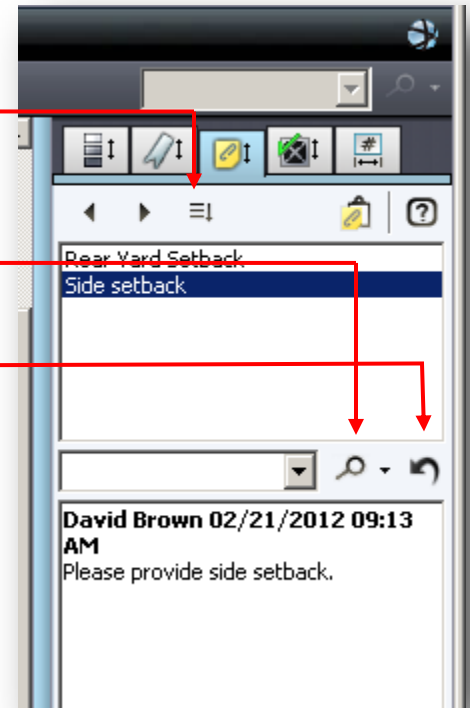 #
?
Rear Yard Setback
Side setback
David Brown 02/21/2012 09:13
AM
Please provide side setback.